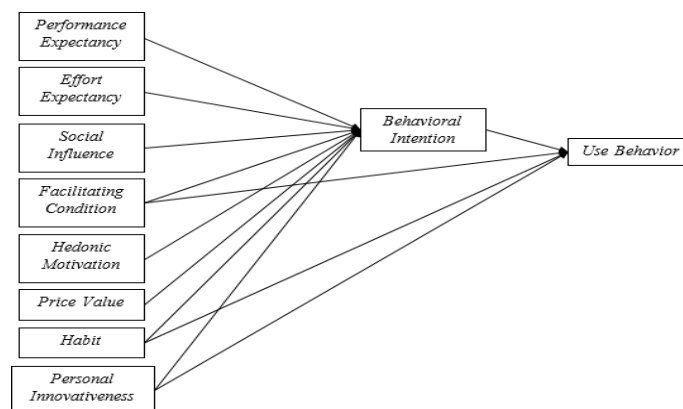 Performance
Expectancy
Effort
Expectancy
Social
Influence
Facilitating
Condition
Hedonic
Motivation
Price Value
Habit
Personal
Innovativeness
Behavioral
Intention
Use Behavior